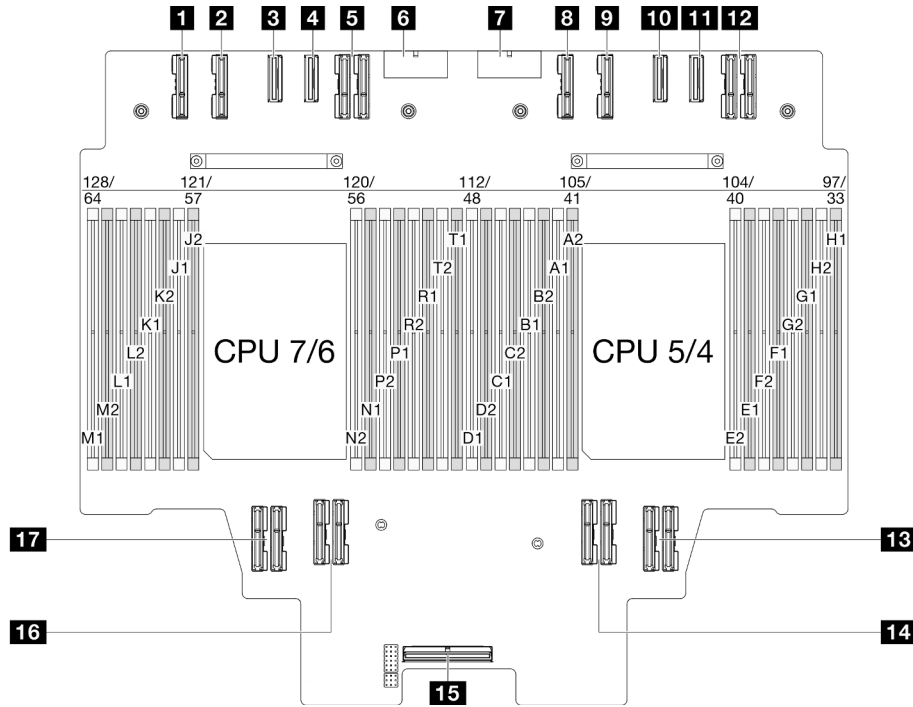 1 2 3 4 5 6 7 8 9 10 11 12
128/ 121/ 120/ 112/ 105/ 104/ 97/
64 57 56 48 41 40 33
J2 T1 A2 H1
J1 T2 A1 H2
K2 R1 B2 G1
K1 R2 B1 G2
CPU 7/6 CPU 5/4
L2 P1 C2 F1
L1 P2 C1 F2
M2 N1 D2 E1
M1 N2 D1 E2
17 13
16 14
15